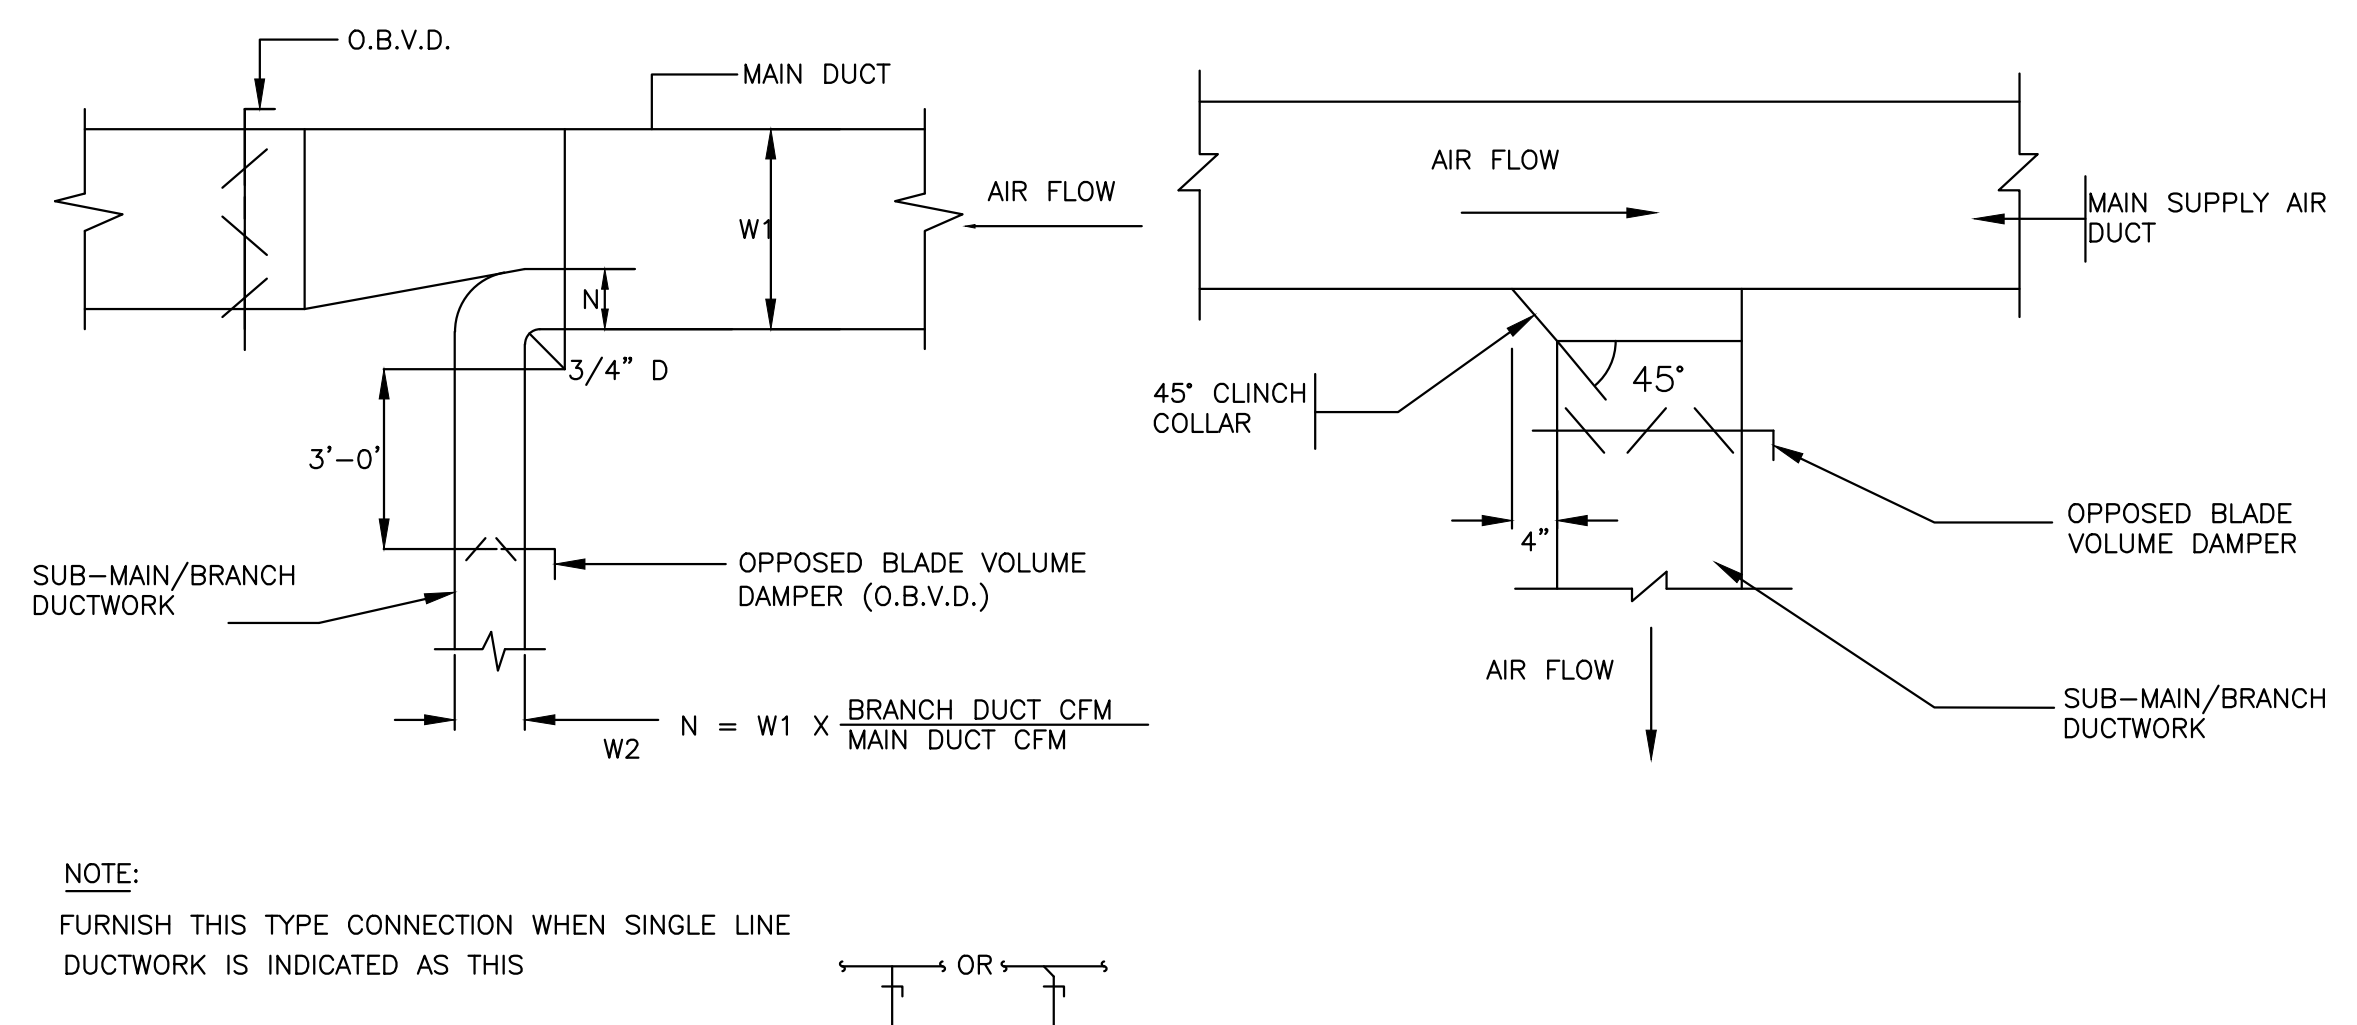 O.B.V.D.
MAIN DUCT
AIR FLOW
W1
N
3/4” D
3’-0’
SUB-MAIN/BRANCH
DUCTWORK
OPPOSED BLADE VOLUME
DAMPER (O.B.V.D.)
W2
N = W1 X BRANCH DUCT CFM
MAIN DUCT CFM
AIR FLOW
MAIN SUPPLY AIR
DUCT
45° CLINCH
COLLAR
45°
4”
OPPOSED BLADE
VOLUME DAMPER
AIR FLOW
SUB-MAIN/BRANCH
DUCTWORK
NOTE:
FURNISH THIS TYPE CONNECTION WHEN SINGLE LINE
DUCTWORK IS INDICATED AS THIS
OR